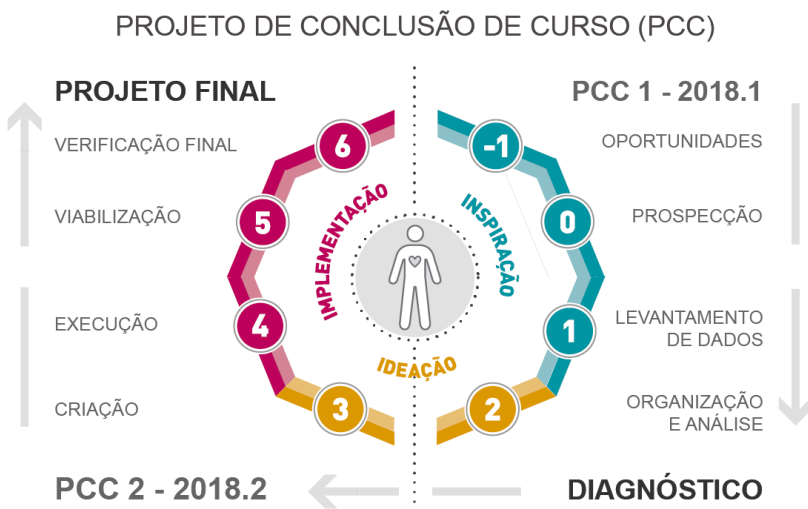 PROJETO DE CONCLUSÃO DE CURSO (PCC)
PROJETO FINAL
PCC 1 - 2018.1
VERIFICAÇÃO FINAL
6
-1
OPORTUNIDADES
VIABILIZAÇÃO
5
IMPLEMENTAÇÃO
INSPIRAÇÃO
0
PROSPECÇÃO
EXECUÇÃO
4
1
LEVANTAMENTO
DE DADOS
IDEAÇÃO
CRIAÇÃO
3
2
ORGANIZAÇÃO
E ANÁLISE
PCC 2 - 2018.2
DIAGNÓSTICO